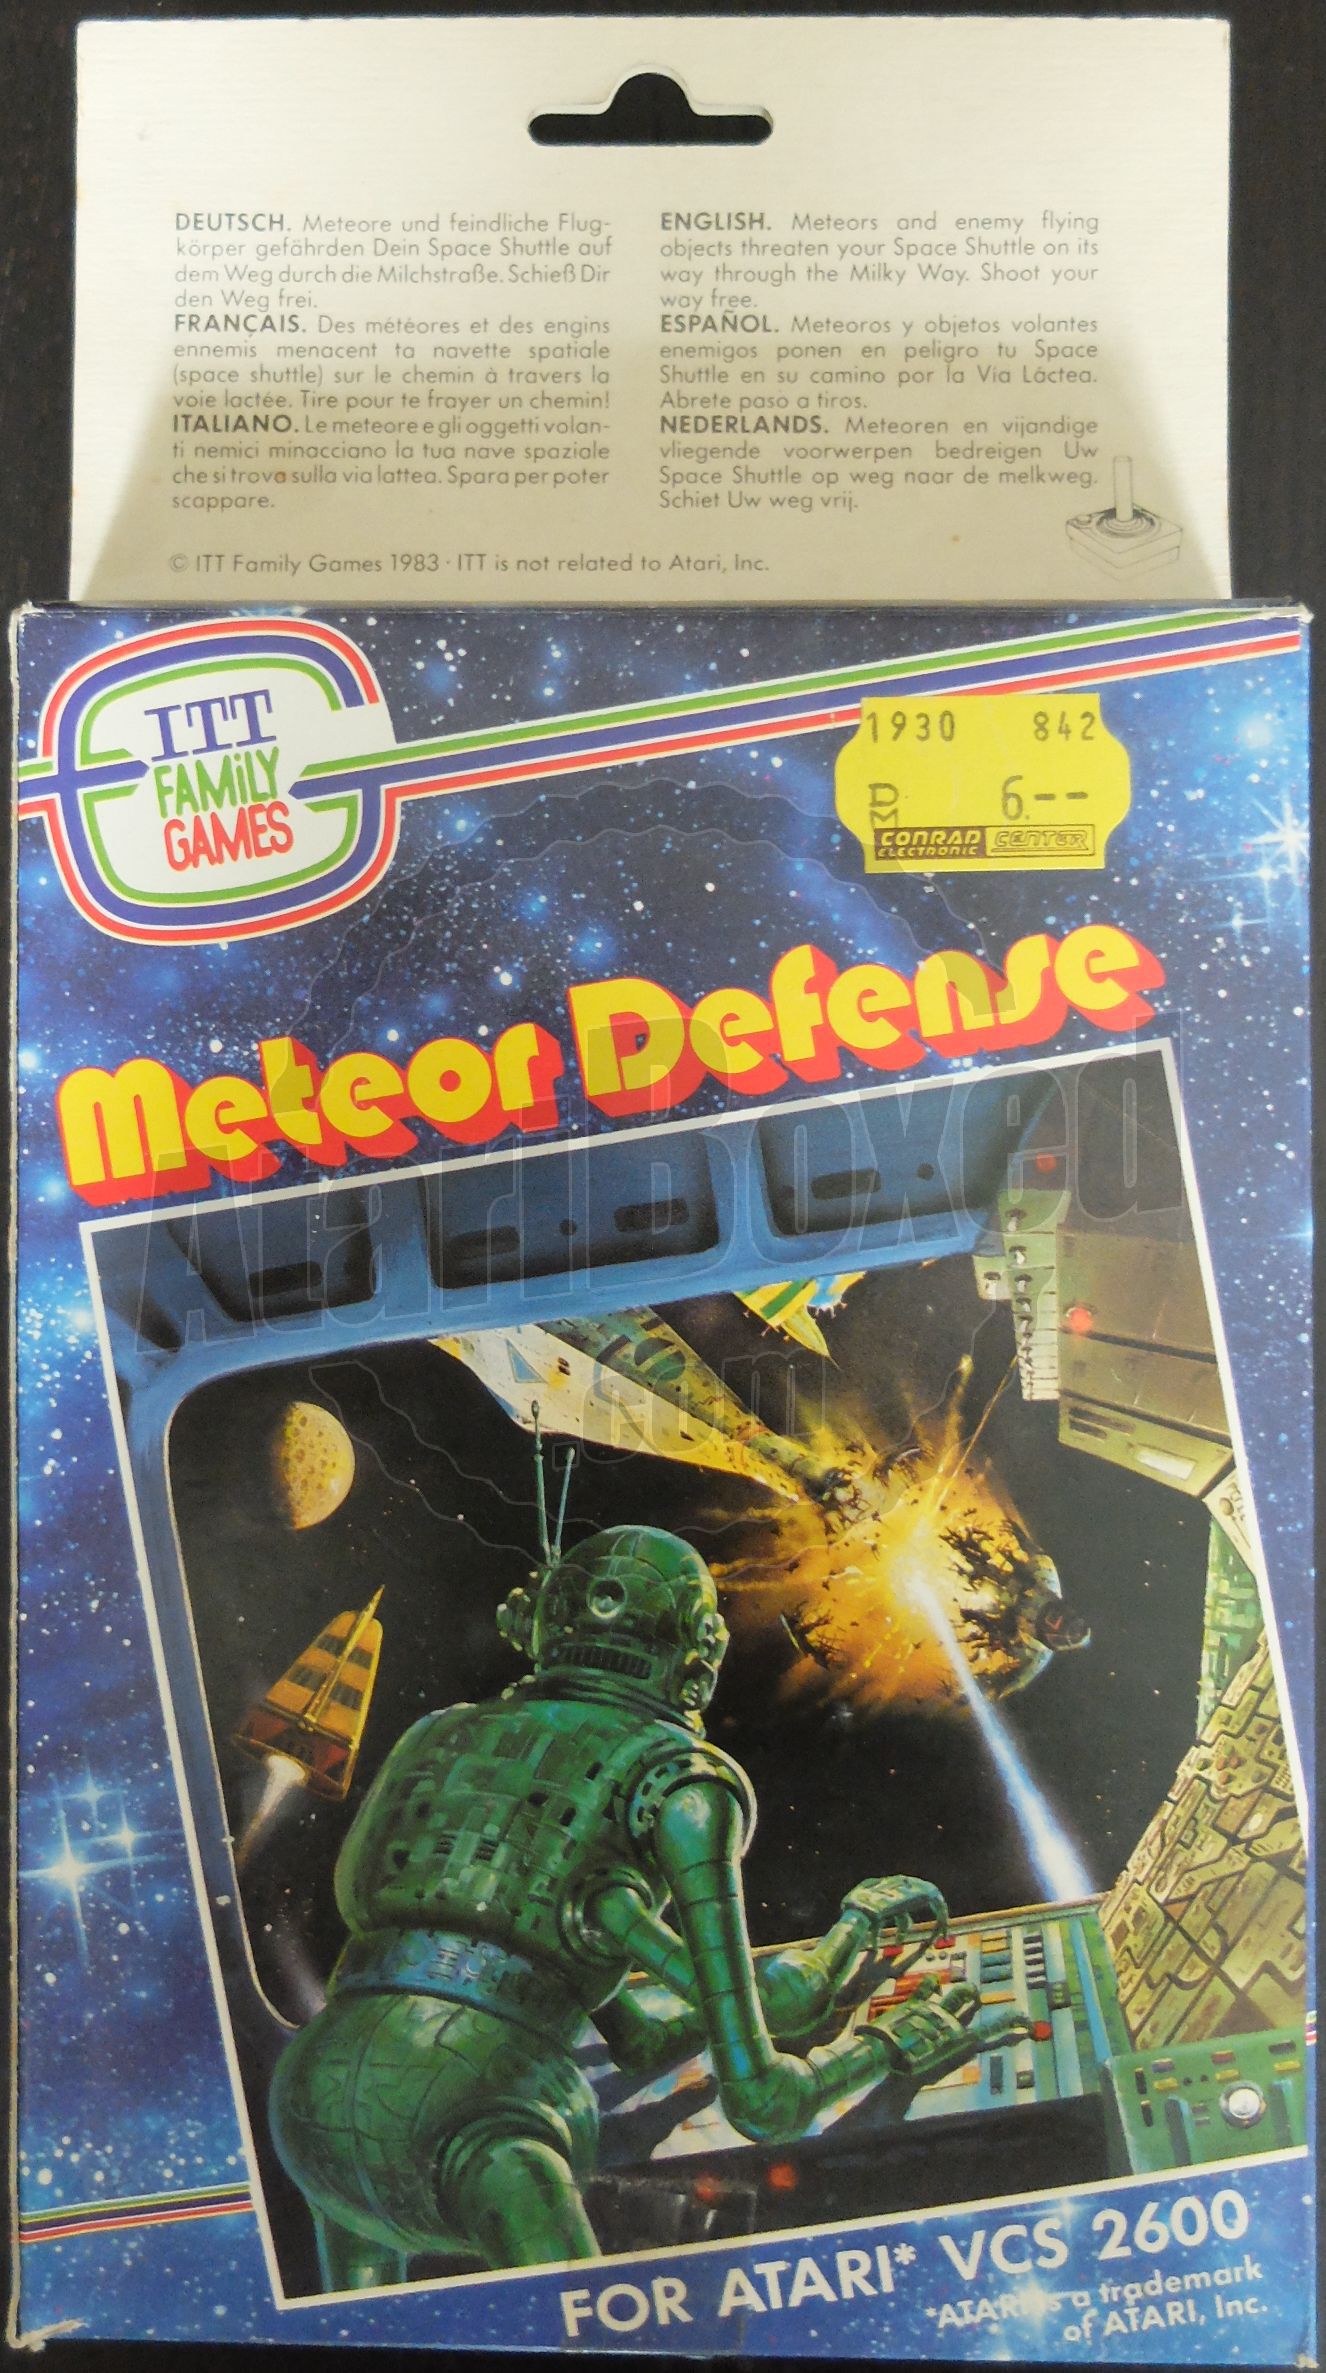 DEUTSCH. Meteore und feindliche Flug-
körper gefährden Dein Space Shuttle auf
dem Weg durch die Milchstraße. Schieß Dir
den Weg frei.
FRANÇAIS. Des météores et des engins
ennemis menacent ta navette spatiale
(space shuttle) sur le chemin à travers la
voie lactée. Tire pour te frayer un chemin!
ITALIANO. Le meteore e gli oggetti volan-
ti nemici minacciano la tua nave spaziale
che si trova sulla via lattea. Spara per poter
scappare.
ENGLISH. Meteors and enemy flying
objects threaten your Space Shuttle on its
way through the Milky Way. Shoot your
way free.
ESPAÑOL. Meteoros y objetos volantes
enemigos ponen en peligro tu Space
Shuttle en su camino por la Via Láctea.
Abrete paso a tiros.
NEDERLANDS. Meteoren en vijandige
vliegende voorwerpen bedreigen Uw
Space Shuttle op weg naar de melkweg.
Schiet Uw weg vrij.
© ITT Family Games 1983 · ITT is not related to Atari, Inc.
ITT
FAMiLY
GAMES
1930 842
DM 6.--
CONRAD ELECTRONIC CENTER
Meteor Defense
AtariBoxed
.com
FOR ATARI* VCS 2600
*ATARI is a trademark
of ATARI, Inc.